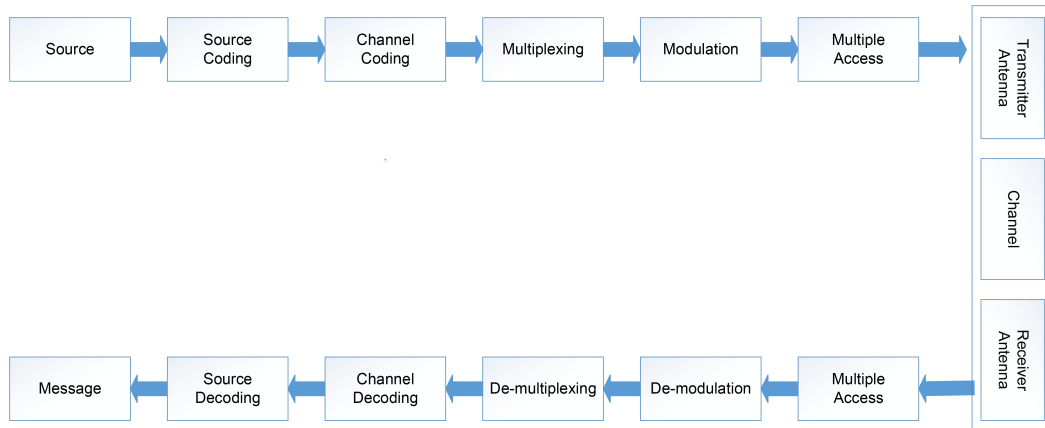 Source
Source
Coding
Channel
Coding
Multiplexing
Modulation
Multiple
Access
Transmitter
Antenna
Channel
Receiver
Antenna
Message
Source
Decoding
Channel
Decoding
De-multiplexing
De-modulation
Multiple
Access